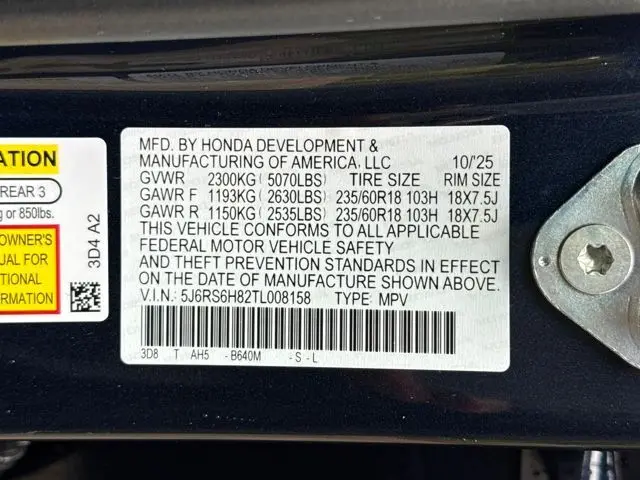 ATION
REAR 3
g or 850lbs.
OWNER'S
UAL FOR
TIONAL
ORMATION
3D4 A2
MFD. BY HONDA DEVELOPMENT &
MANUFACTURING OF AMERICA, LLC 10/'25
GVWR 2300KG ( 5070LBS) TIRE SIZE RIM SIZE
GAWR F 1193KG ( 2630LBS) 235/60R18 103H 18X7.5J
GAWR R 1150KG ( 2535LBS) 235/60R18 103H 18X7.5J
THIS VEHICLE CONFORMS TO ALL APPLICABLE
FEDERAL MOTOR VEHICLE SAFETY
AND THEFT PREVENTION STANDARDS IN EFFECT
ON THE DATE OF MANUFACTURE SHOWN ABOVE.
V.I.N.: 5J6RS6H82TL008158 TYPE: MPV
3D8 T AH5 - B640M - S - L